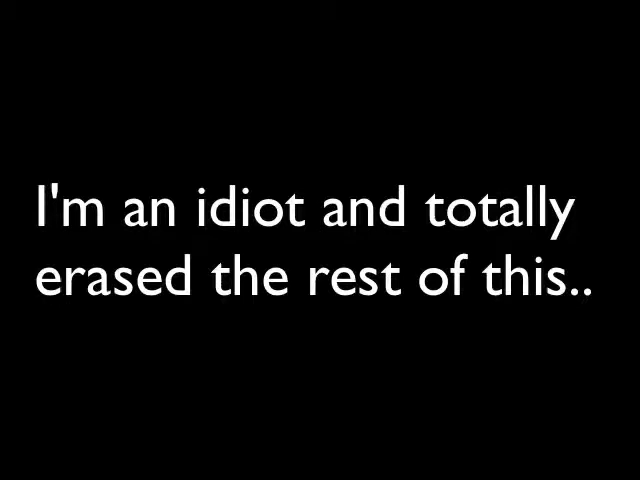 I'm an idiot and totally
erased the rest of this..